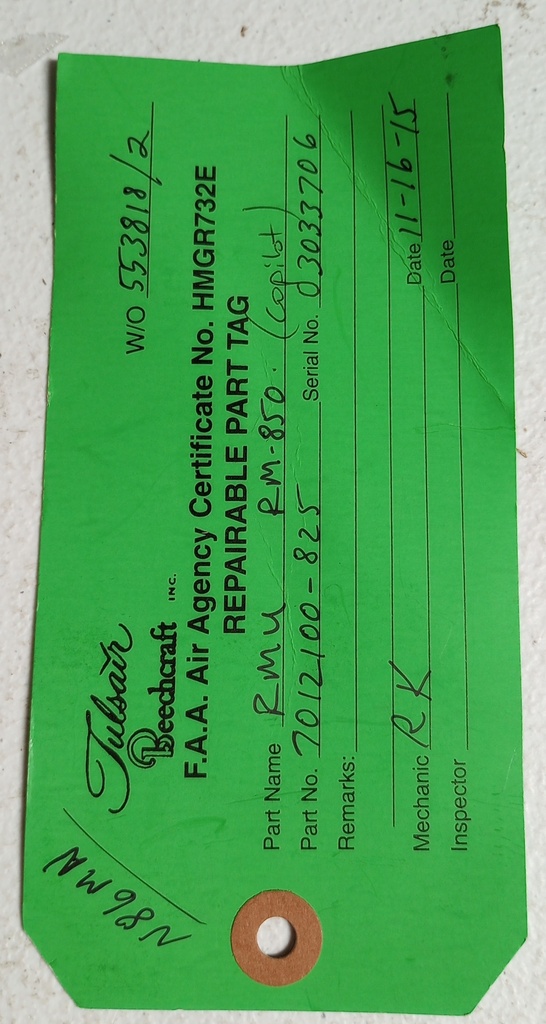 N86MN
W/O 553818/2
Tulsair
Beechcraft INC.
F.A.A. Air Agency Certificate No. HMGR732E
REPAIRABLE PART TAG
Part Name RMU RM-850. (copilot)
Part No. 7012100-825 Serial No. 03033706
Remarks:
Mechanic RK Date 11-16-15
Inspector Date